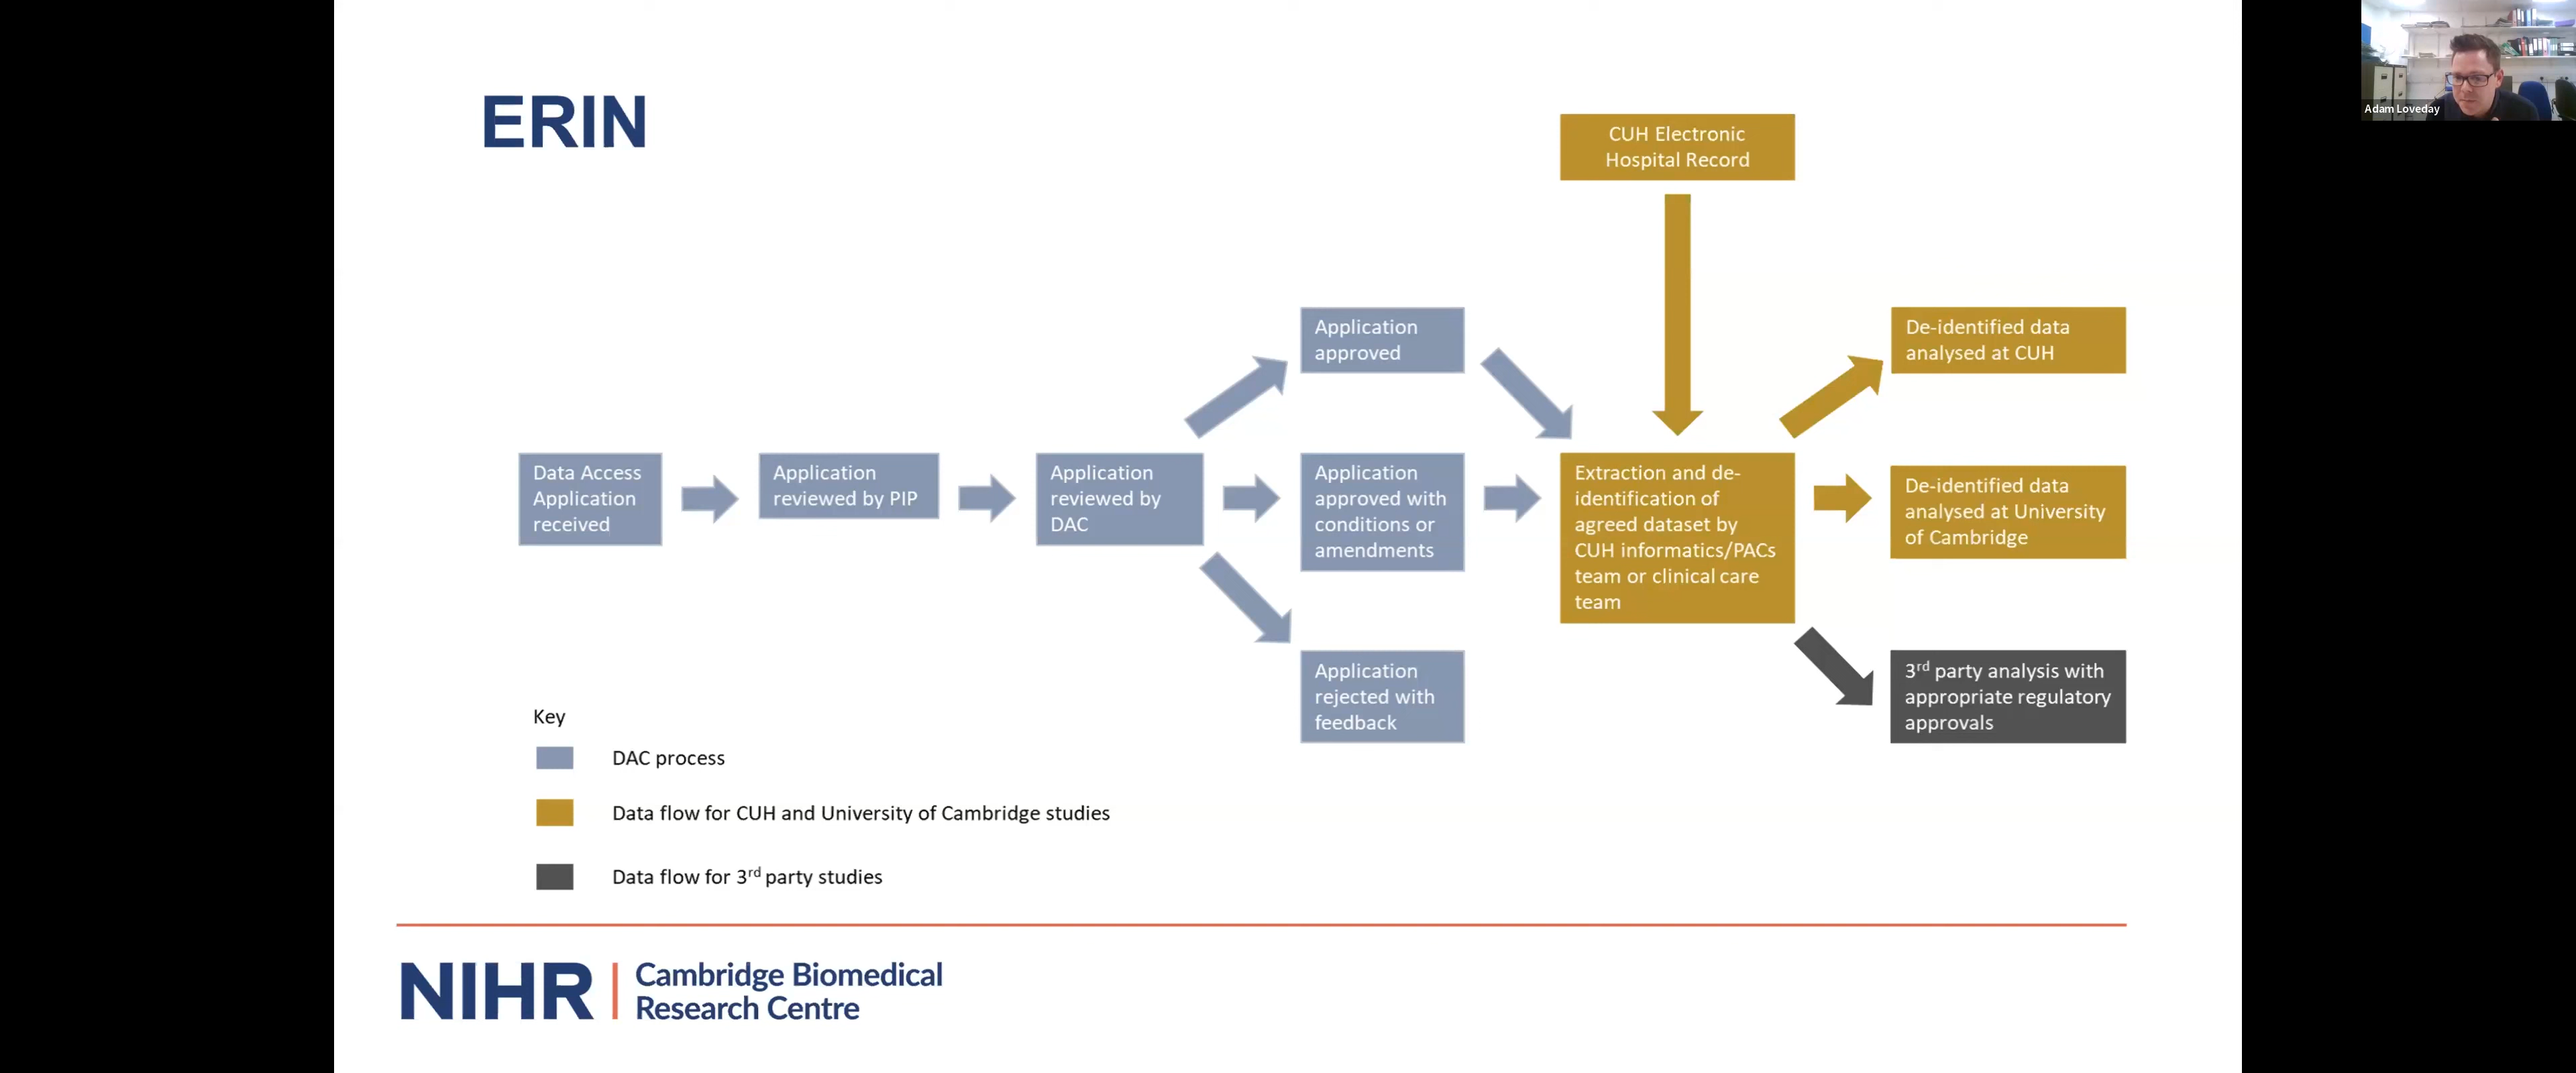 ERIN
CUH Electronic
Hospital Record
Adam Loveday
Data Access
Application
received
Application
reviewed by PIP
Application
reviewed by
DAC
Application
approved
Application
approved with
conditions or
amendments
Application
rejected with
feedback
Extraction and de-
identification of
agreed dataset by
CUH informatics/PACs
team or clinical care
team
De-identified data
analysed at CUH
De-identified data
analysed at University
of Cambridge
3rd party analysis with
appropriate regulatory
approvals
Key
DAC process
Data flow for CUH and University of Cambridge studies
Data flow for 3rd party studies
NIHR
Cambridge Biomedical
Research Centre